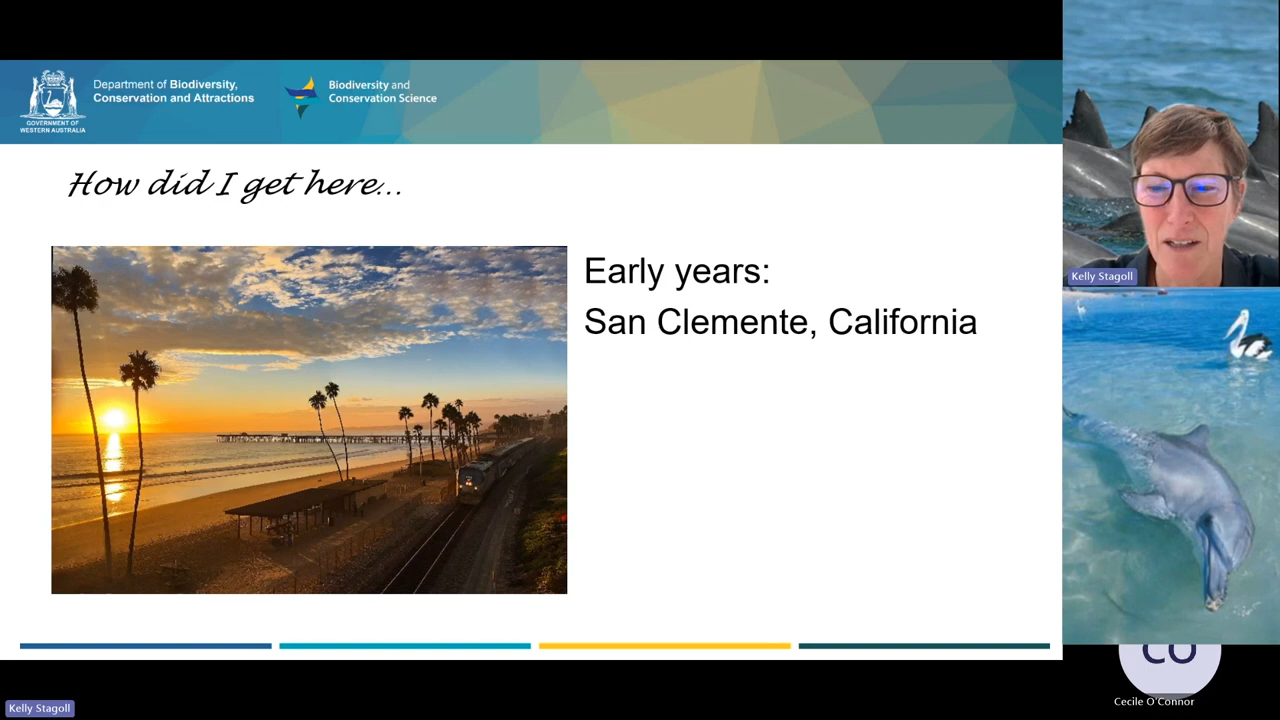 Department of Biodiversity,
Conservation and Attractions
GOVERNMENT OF
WESTERN AUSTRALIA
Biodiversity and
Conservation Science
How did I get here...
Early years:
San Clemente, California
Kelly Stagoll
CO
Cecile O'Connor
Kelly Stagoll